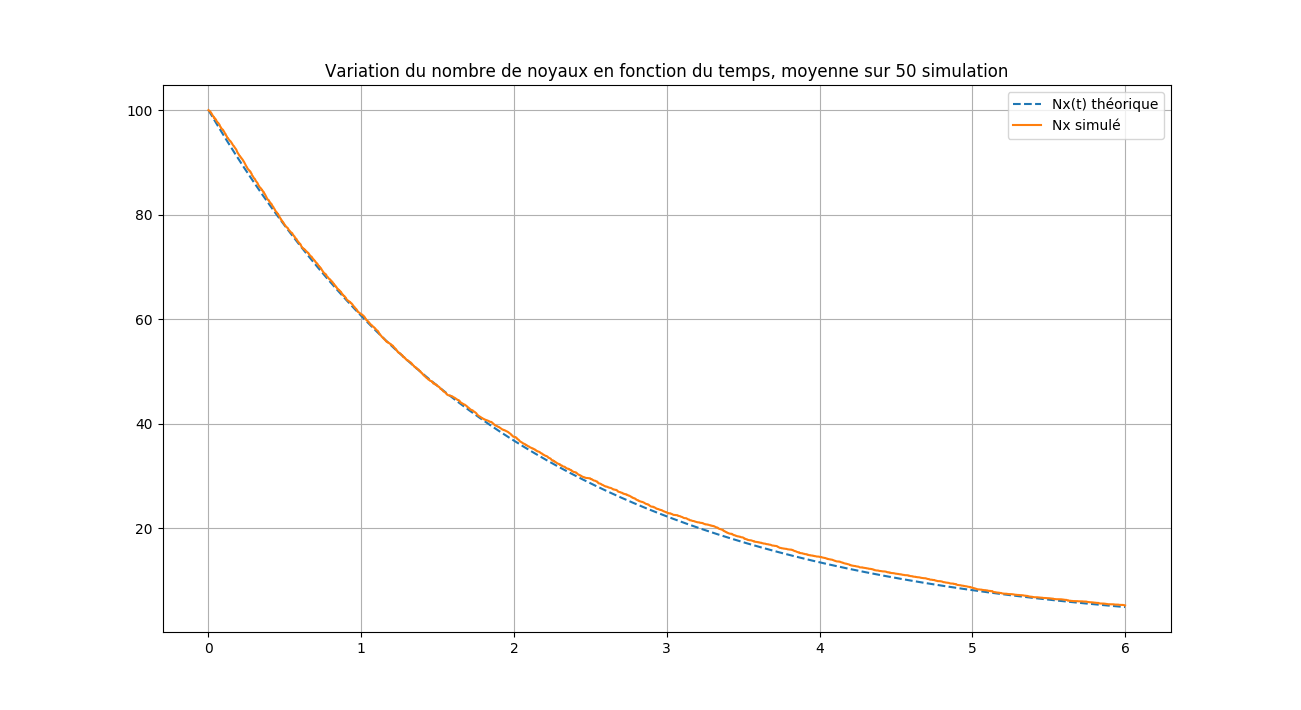 Variation du nombre de noyaux en fonction du temps, moyenne sur 50 simulation
Nx(t) théorique
Nx simulé
100
80
60
40
20
0 1 2 3 4 5 6